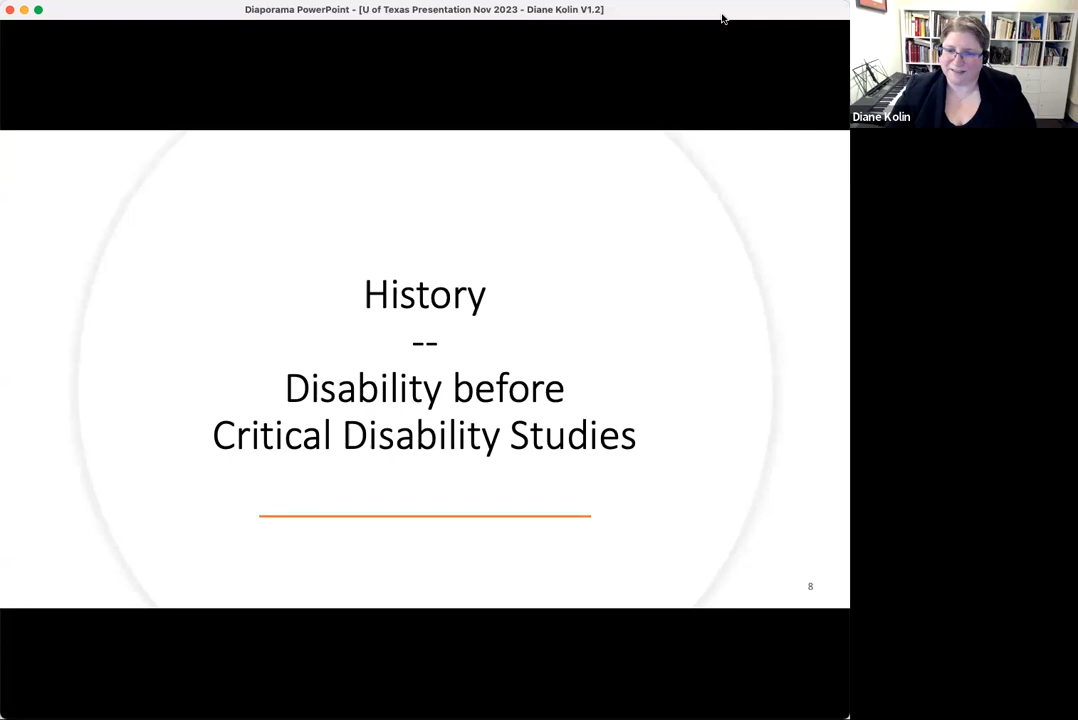 Diaporama PowerPoint - [U of Texas Presentation Nov 2023 - Diane Kolin V1.2]
Diane Kolin
History
--
Disability before
Critical Disability Studies
8